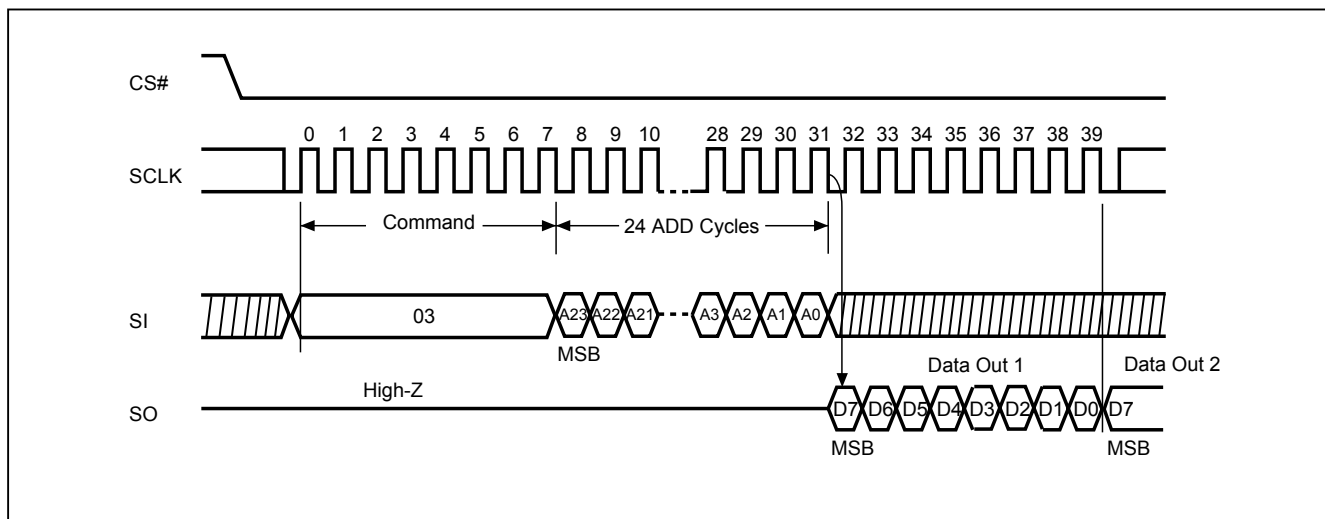 CS#
0 1 2 3 4 5 6 7 8 9 10 28 29 30 31 32 33 34 35 36 37 38 39
SCLK
Command
24 ADD Cycles
SI
03
A23 A22 A21 A3 A2 A1 A0
MSB
Data Out 1
Data Out 2
High-Z
SO
D7 D6 D5 D4 D3 D2 D1 D0 D7
MSB
MSB